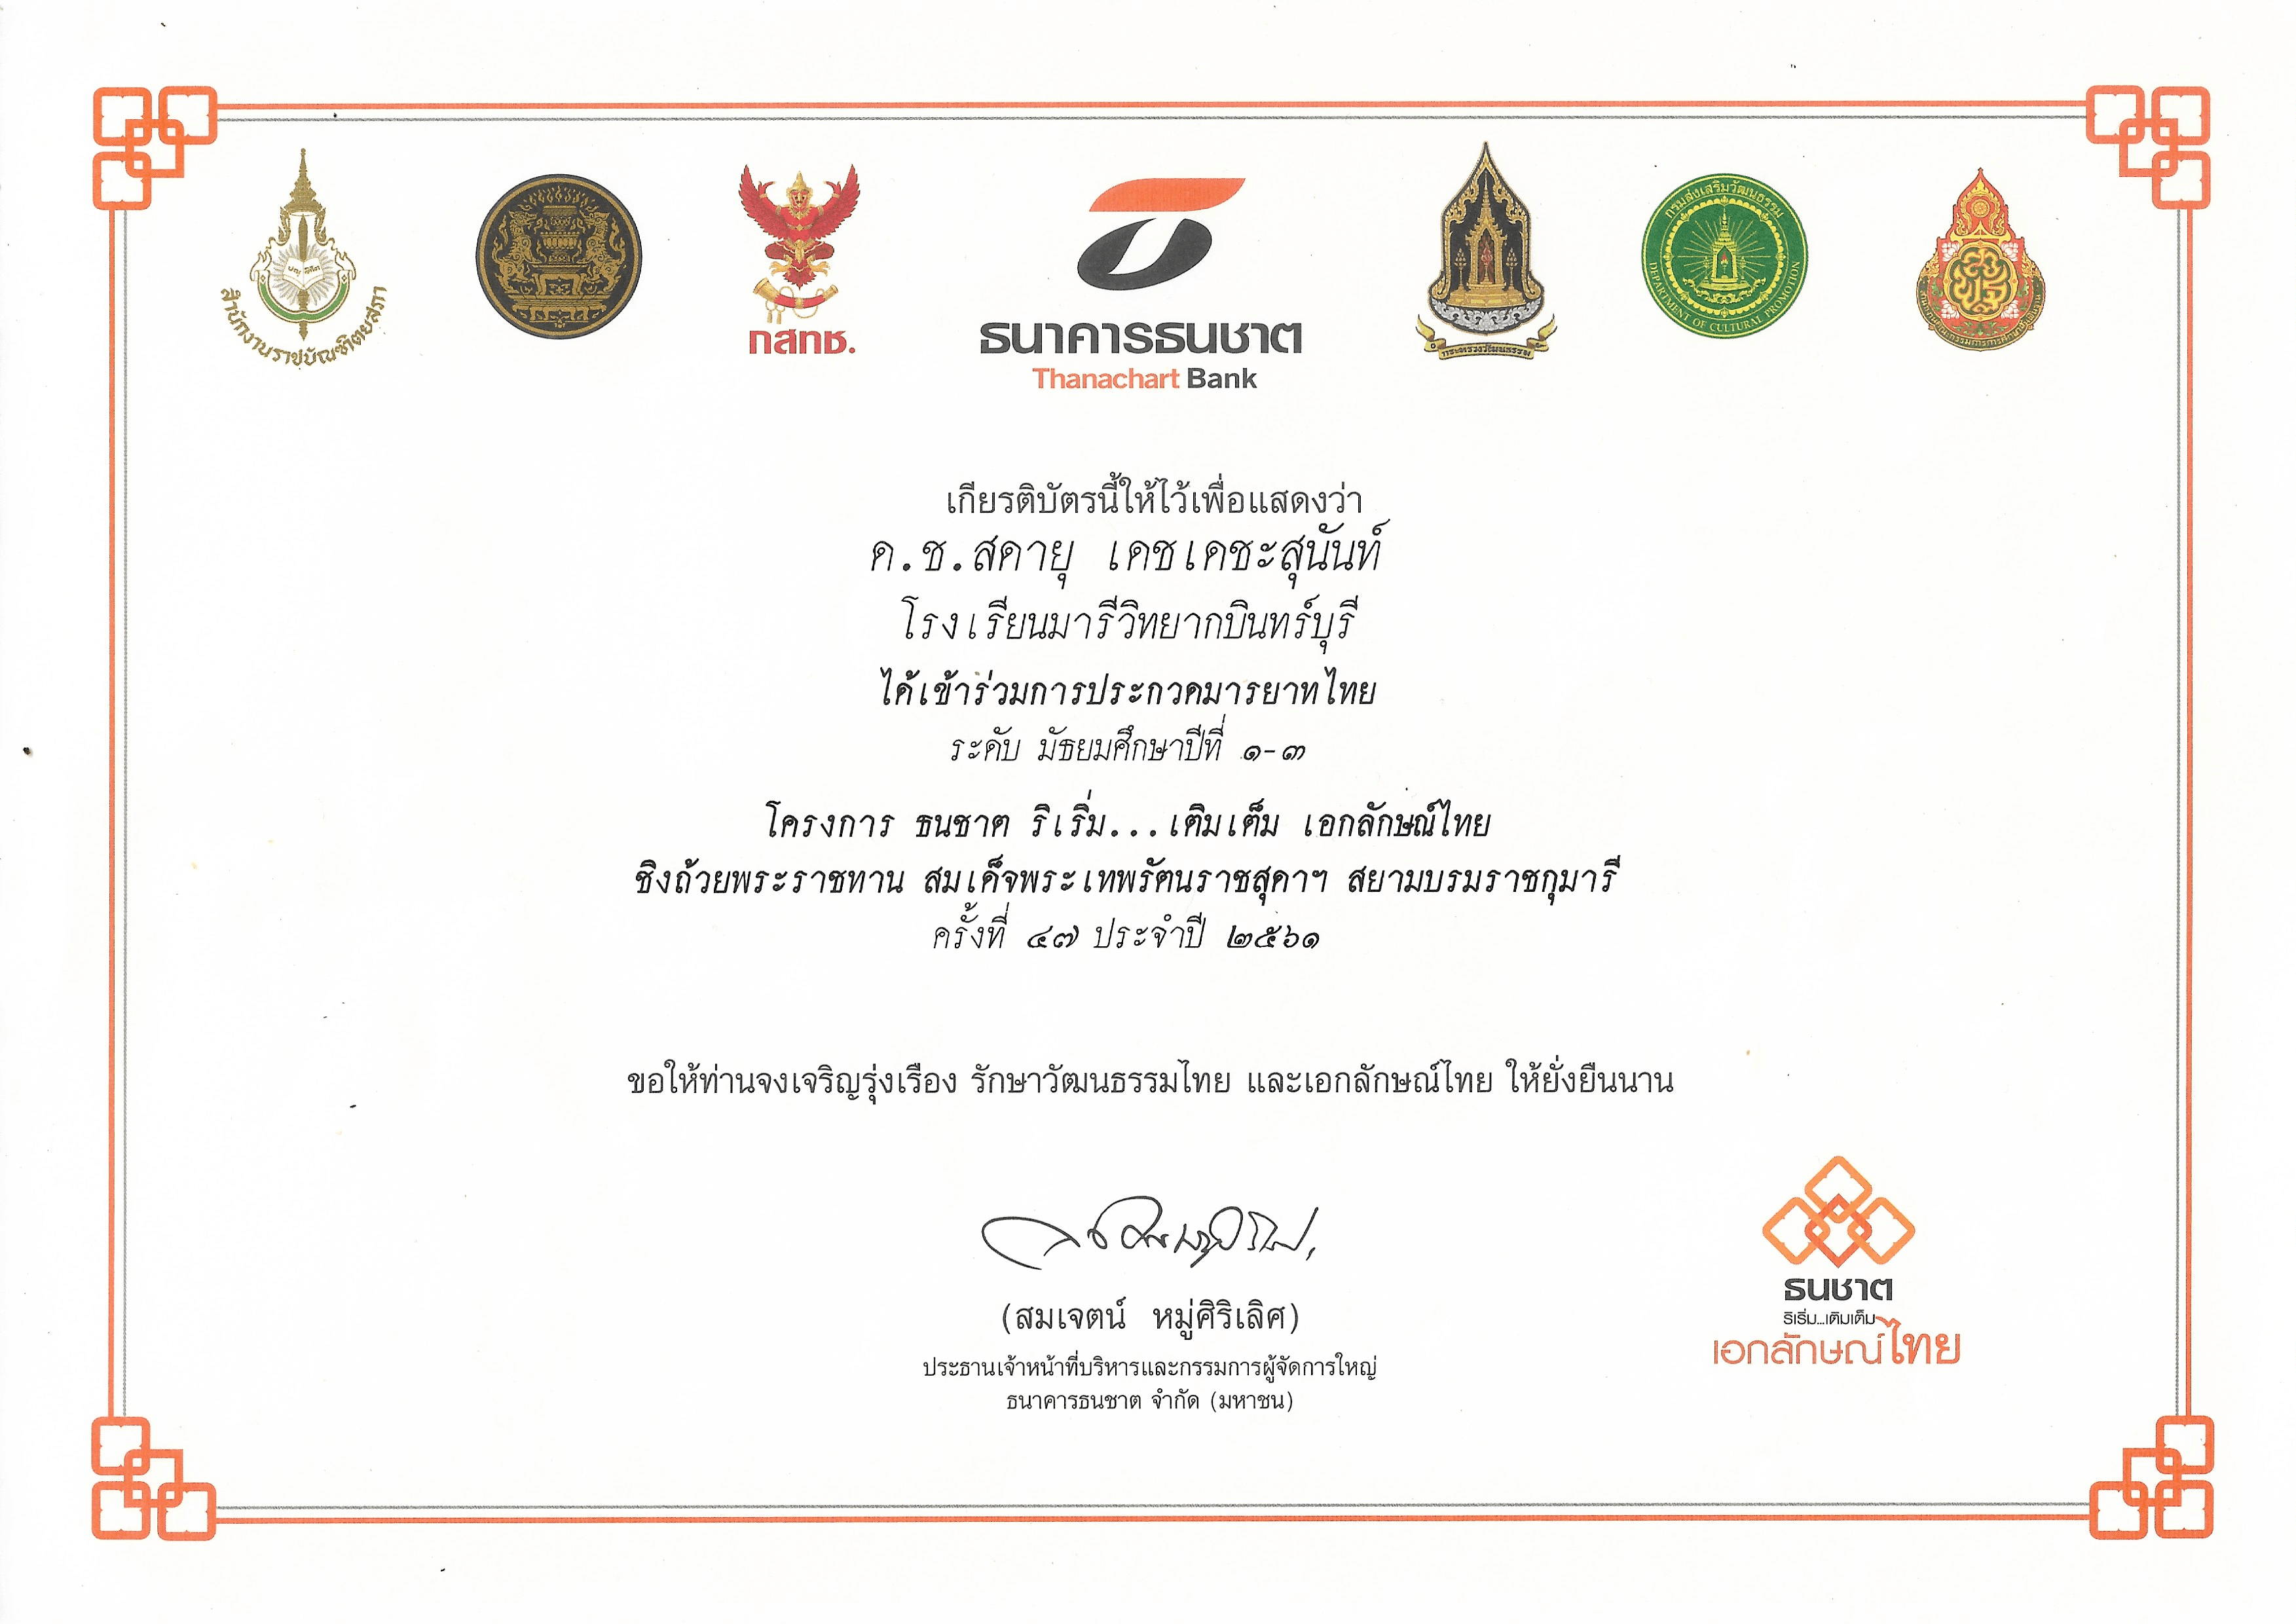 สำนักงานราชบัณฑิตยสภา
กสทช.
ธนาคารธนชาต
Thanachart Bank
กระทรวงวัฒนธรรม
กรมส่งเสริมวัฒนธรรม
DEPARTMENT OF CULTURAL PROMOTION
เกียรติบัตรนี้ให้ไว้เพื่อแสดงว่า
ด.ช.สดายุ เดชเดชะสุนันท์
โรงเรียนมารีวิทยากบินทร์บุรี
ได้เข้าร่วมการประกวดมารยาทไทย
ระดับ มัธยมศึกษาปีที่ ๑-๓
โครงการ ธนชาต ริเริ่ม...เติมเต็ม เอกลักษณ์ไทย
ชิงถ้วยพระราชทาน สมเด็จพระเทพรัตนราชสุดาฯ สยามบรมราชกุมารี
ครั้งที่ ๔๗ ประจำปี ๒๕๖๑
ขอให้ท่านจงเจริญรุ่งเรือง รักษาวัฒนธรรมไทย และเอกลักษณ์ไทย ให้ยั่งยืนนาน
(สมเจตน์ หมู่ศิริเลิศ)
ประธานเจ้าหน้าที่บริหารและกรรมการผู้จัดการใหญ่
ธนาคารธนชาต จำกัด (มหาชน)
ธนชาต
ริเริ่ม...เติมเต็ม
เอกลักษณ์ไทย